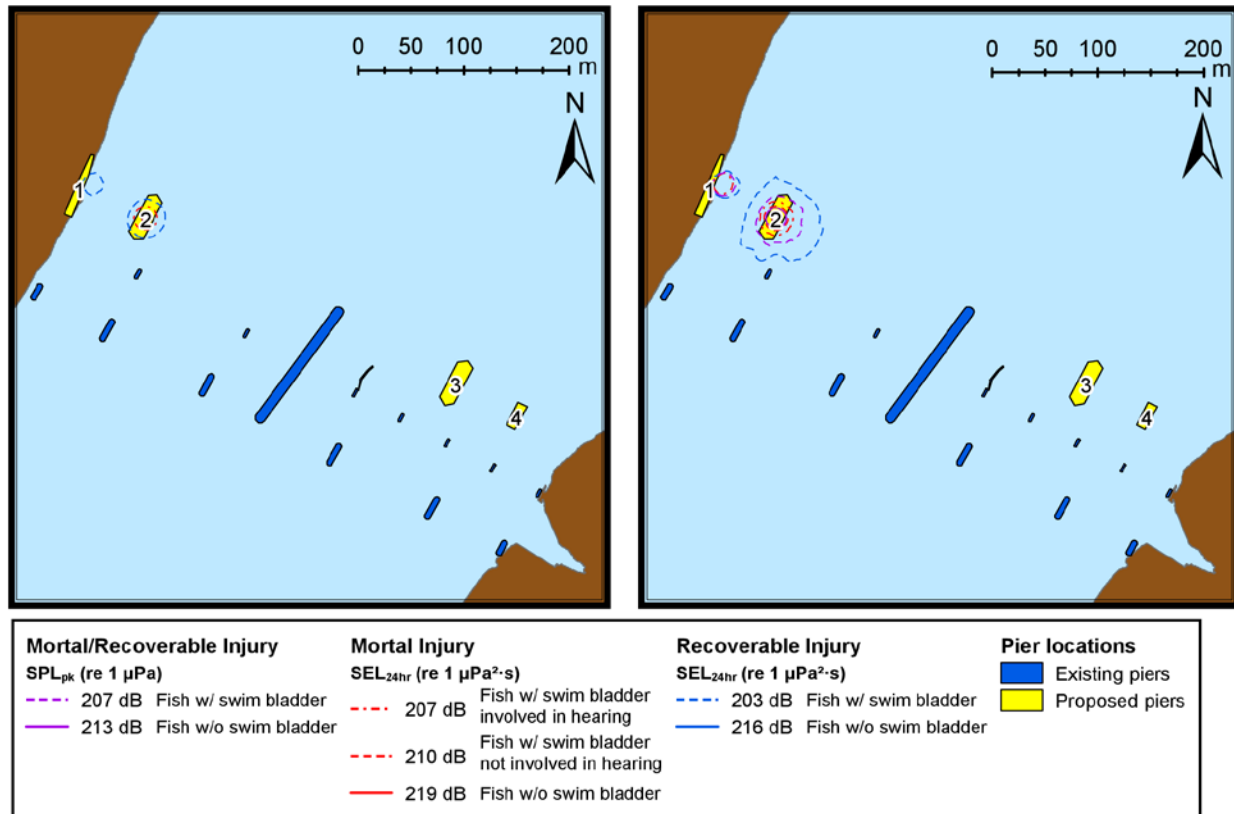 0 50 100 200
m
N
1
2
3
4
0 50 100 200
m
N
1
2
3
4
Mortal/Recoverable Injury
SPLpk (re 1 µPa)
207 dB Fish w/ swim bladder
213 dB Fish w/o swim bladder
Mortal Injury
SEL24hr (re 1 µPa²·s)
207 dB Fish w/ swim bladder
involved in hearing
210 dB Fish w/ swim bladder
not involved in hearing
219 dB Fish w/o swim bladder
Recoverable Injury
SEL24hr (re 1 µPa²·s)
203 dB Fish w/ swim bladder
216 dB Fish w/o swim bladder
Pier locations
Existing piers
Proposed piers